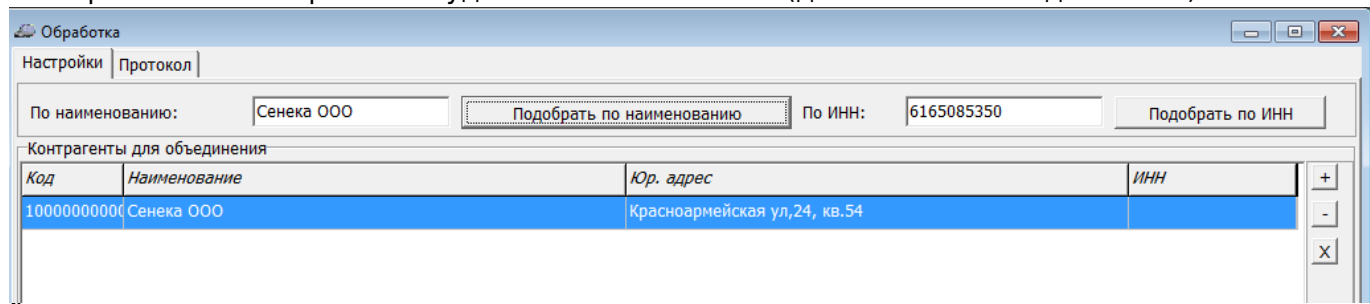 Обработка
Настройки Протокол
По наименованию: Сенека ООО Подобрать по наименованию По ИНН: 6165085350 Подобрать по ИНН
Контрагенты для объединения
Код Наименование Юр. адрес ИНН +
10000000000 Сенека ООО Красноармейская ул,24, кв.54 -
X